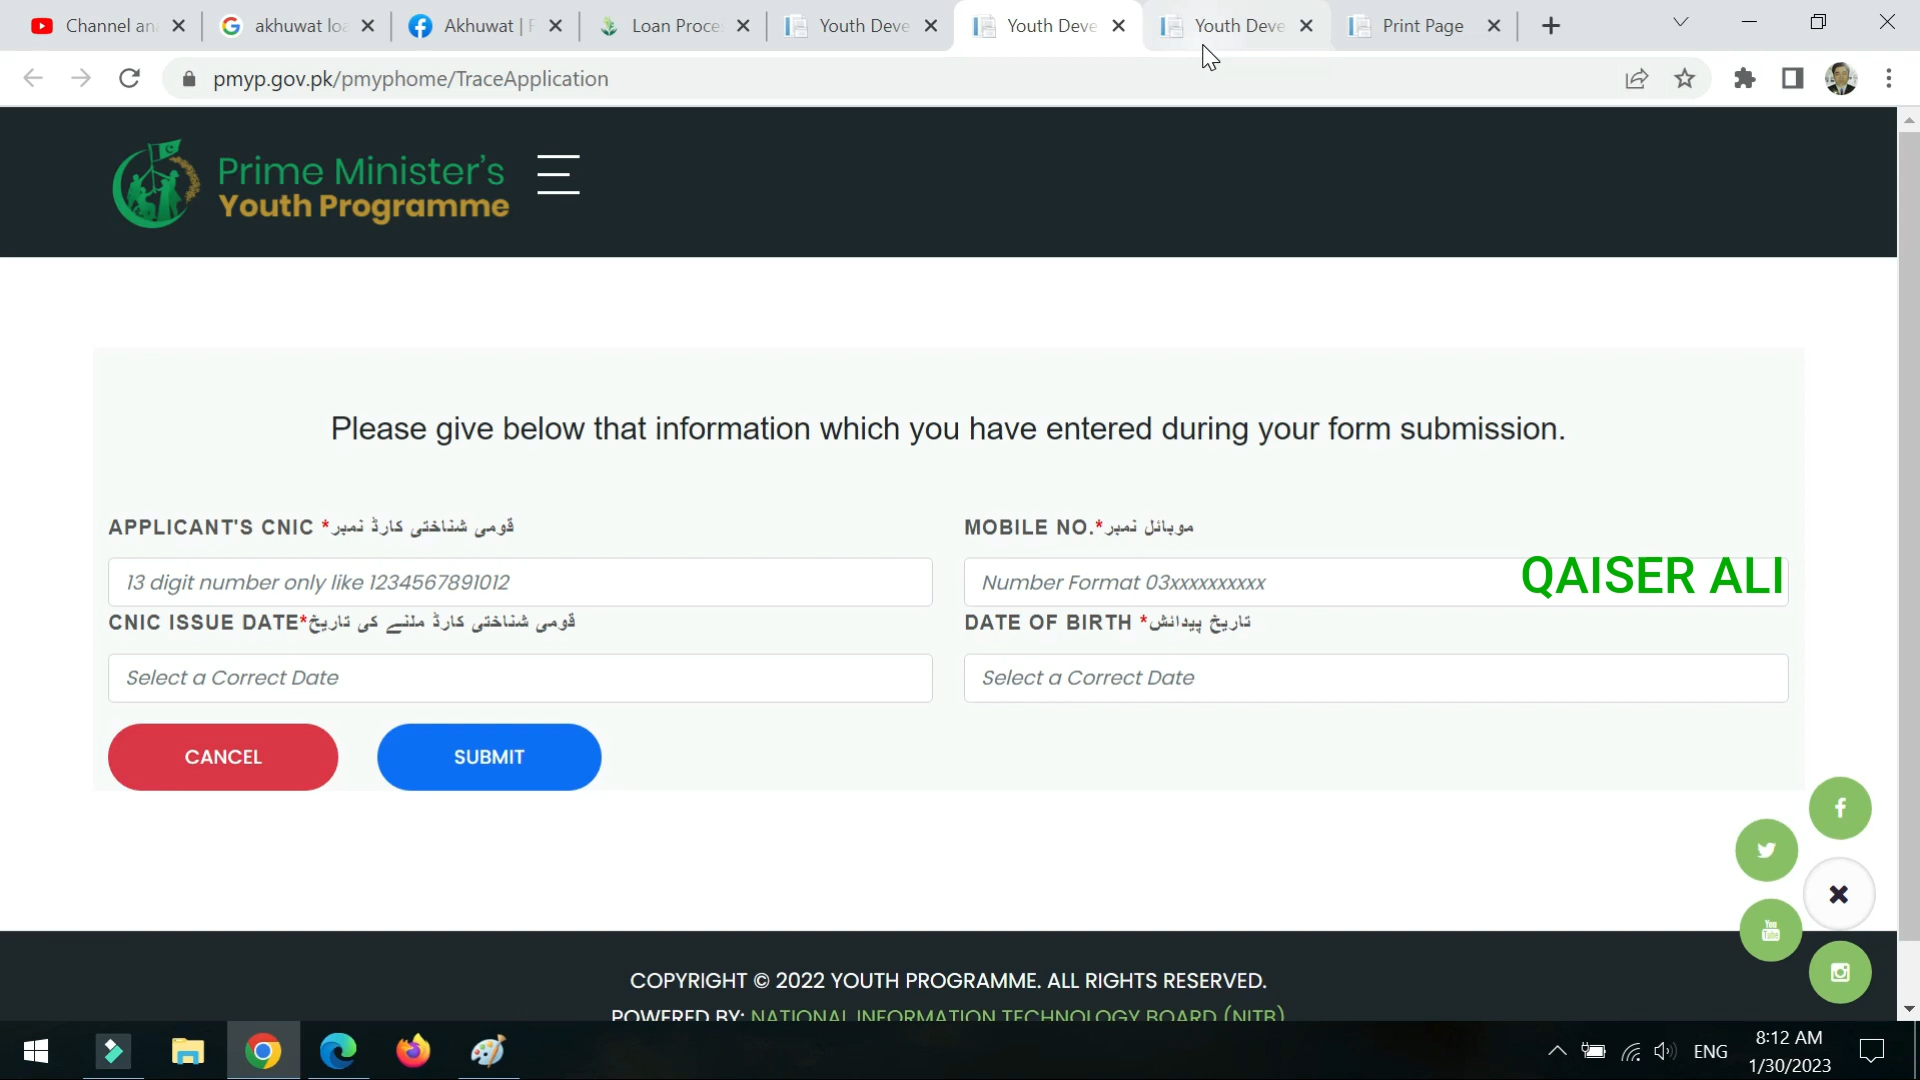 Channel an
akhuwat loa
Akhuwat | F
Loan Proce
Youth Deve
Youth Deve
Youth Deve
Print Page
pmyp.gov.pk/pmyphome/TraceApplication
Prime Minister's
Youth Programme
Please give below that information which you have entered during your form submission.
APPLICANT'S CNIC *قومی شناختی کارڈ نمبر
MOBILE NO.*موبائل نمبر
13 digit number only like 1234567891012
Number Format 03xxxxxxxxxx
QAISER ALI
CNIC ISSUE DATE*قومی شناختی کارڈ ملنے کی تاریخ
DATE OF BIRTH *تاریخ پیدائش
Select a Correct Date
Select a Correct Date
CANCEL
SUBMIT
You
Tube
COPYRIGHT © 2022 YOUTH PROGRAMME. ALL RIGHTS RESERVED.
POWERED BY: NATIONAL INFORMATION TECHNOLOGY BOARD (NITB)
ENG
8:12 AM
1/30/2023